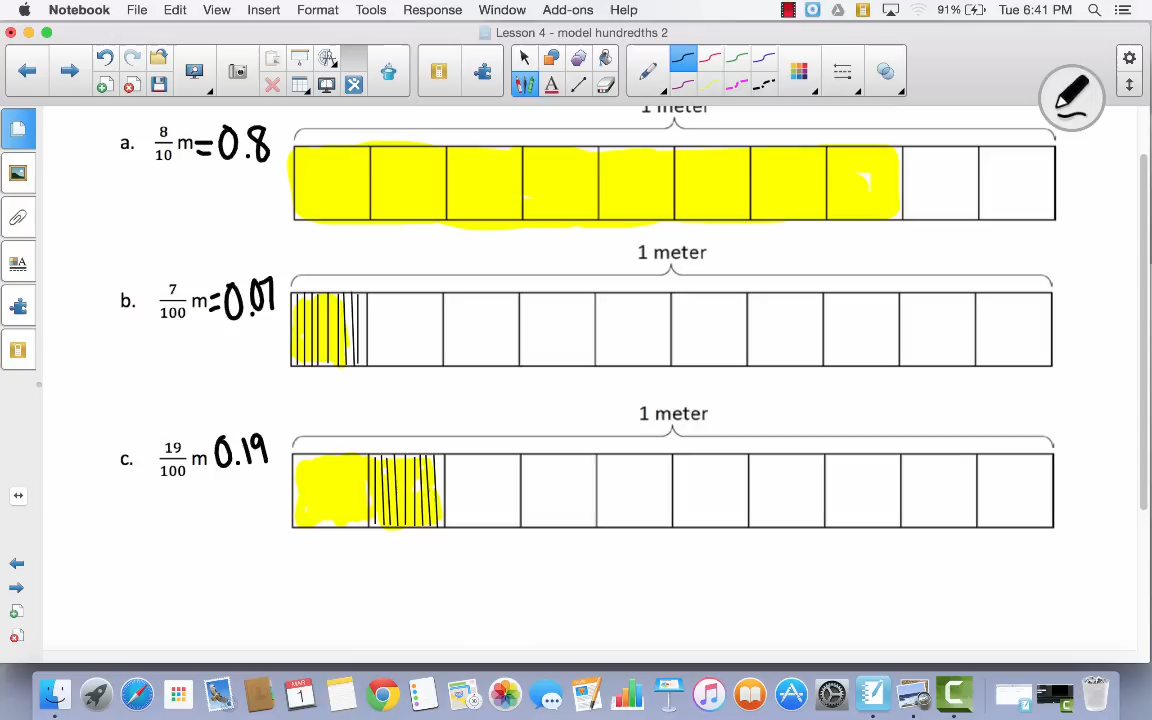 Notebook File Edit View Insert Format Tools Response Window Add-ons Help 91% Tue 6:41 PM
Lesson 4 - model hundredths 2
1 meter
a. 8/10 m = 0.8
1 meter
b. 7/100 m = 0.07
1 meter
c. 19/100 m 0.19